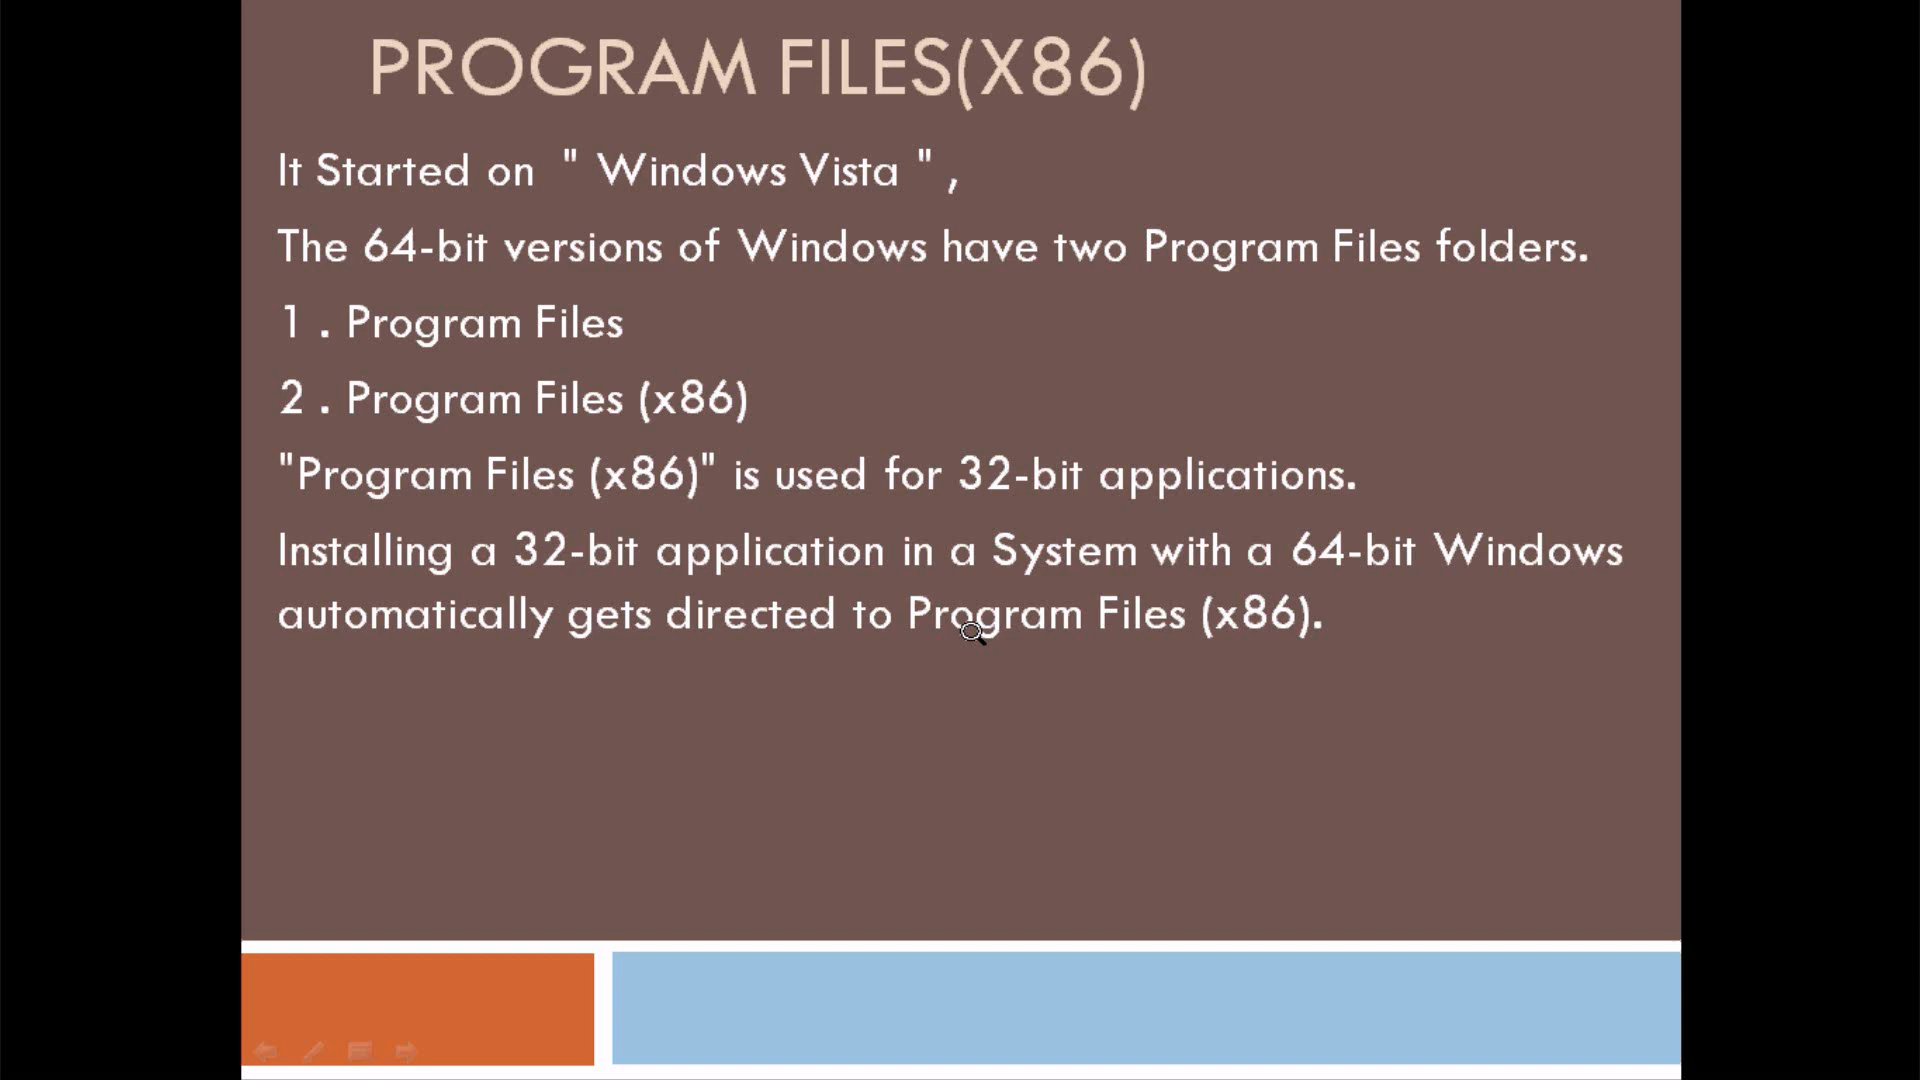 PROGRAM FILES(X86)
It Started on " Windows Vista " ,
The 64-bit versions of Windows have two Program Files folders.
1 . Program Files
2 . Program Files (x86)
"Program Files (x86)" is used for 32-bit applications.
Installing a 32-bit application in a System with a 64-bit Windows
automatically gets directed to Program Files (x86).